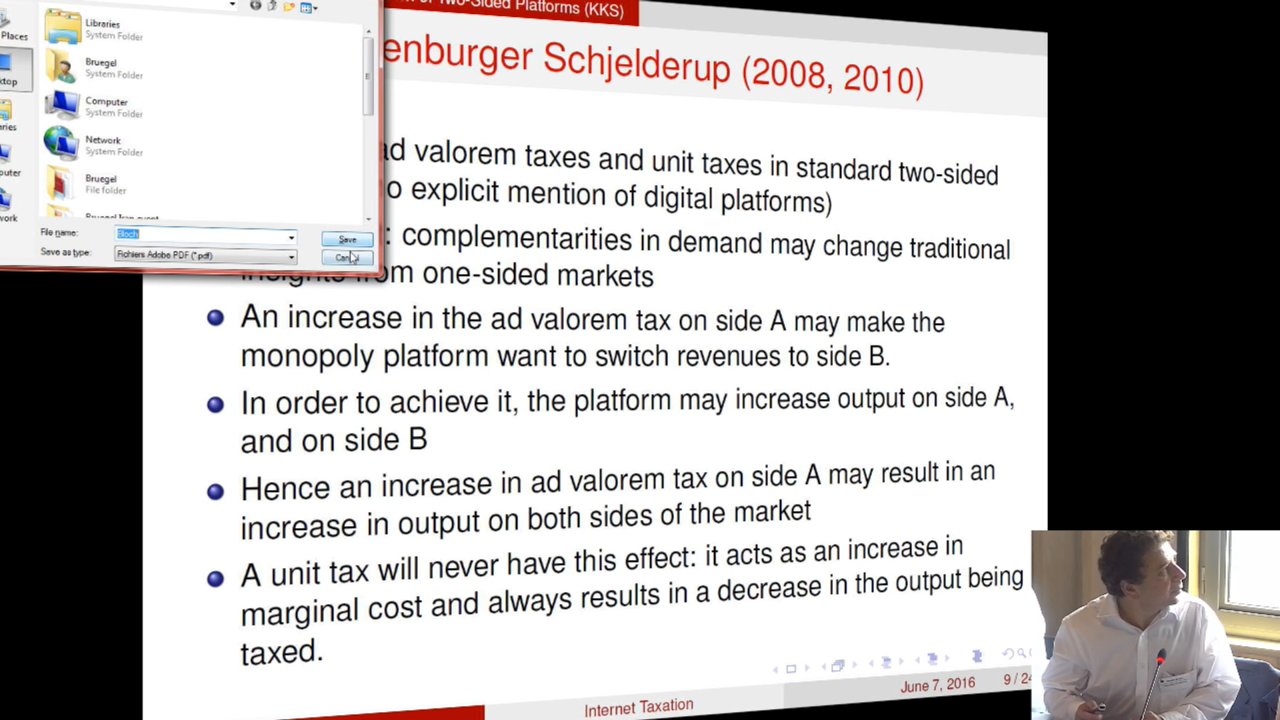 Places
Libraries
System Folder
Bruegel
System Folder
Computer
System Folder
Network
System Folder
Bruegel
File folder
File name:
Bloch
Save
Save as type:
Fichiers Adobe PDF (*.pdf)
Two-Sided Platforms (KKS)
enburger Schjelderup (2008, 2010)
ad valorem taxes and unit taxes in standard two-sided
o explicit mention of digital platforms)
: complementarities in demand may change traditional
insights from one-sided markets
An increase in the ad valorem tax on side A may make the
monopoly platform want to switch revenues to side B.
In order to achieve it, the platform may increase output on side A,
and on side B
Hence an increase in ad valorem tax on side A may result in an
increase in output on both sides of the market
A unit tax will never have this effect: it acts as an increase in
marginal cost and always results in a decrease in the output being
taxed.
June 7, 2016 9 / 24
Internet Taxation